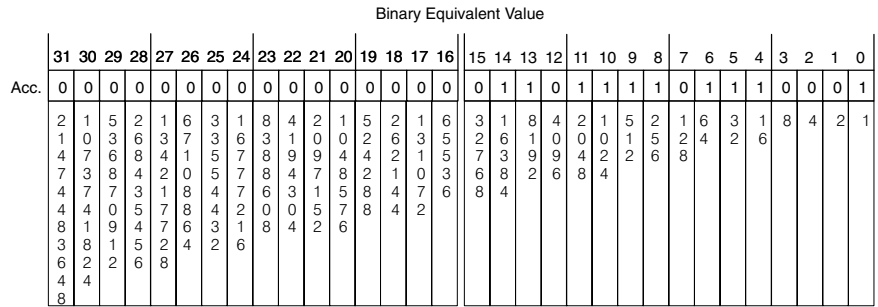 Binary Equivalent Value
31 30 29 28 27 26 25 24 23 22 21 20 19 18 17 16 15 14 13 12 11 10 9 8 7 6 5 4 3 2 1 0
Acc. 0 0 0 0 0 0 0 0 0 0 0 0 0 0 0 0 0 1 1 0 1 1 1 1 0 1 1 1 0 0 0 1
21474483648 1073741824 536870912 268435456 134217728 67108864 33554432 16777216 8388608 4194304 2097152 1048576 524288 262144 131072 65536 32768 16384 8192 4096 2048 1024 512 256 128 64 32 16 8 4 2 1